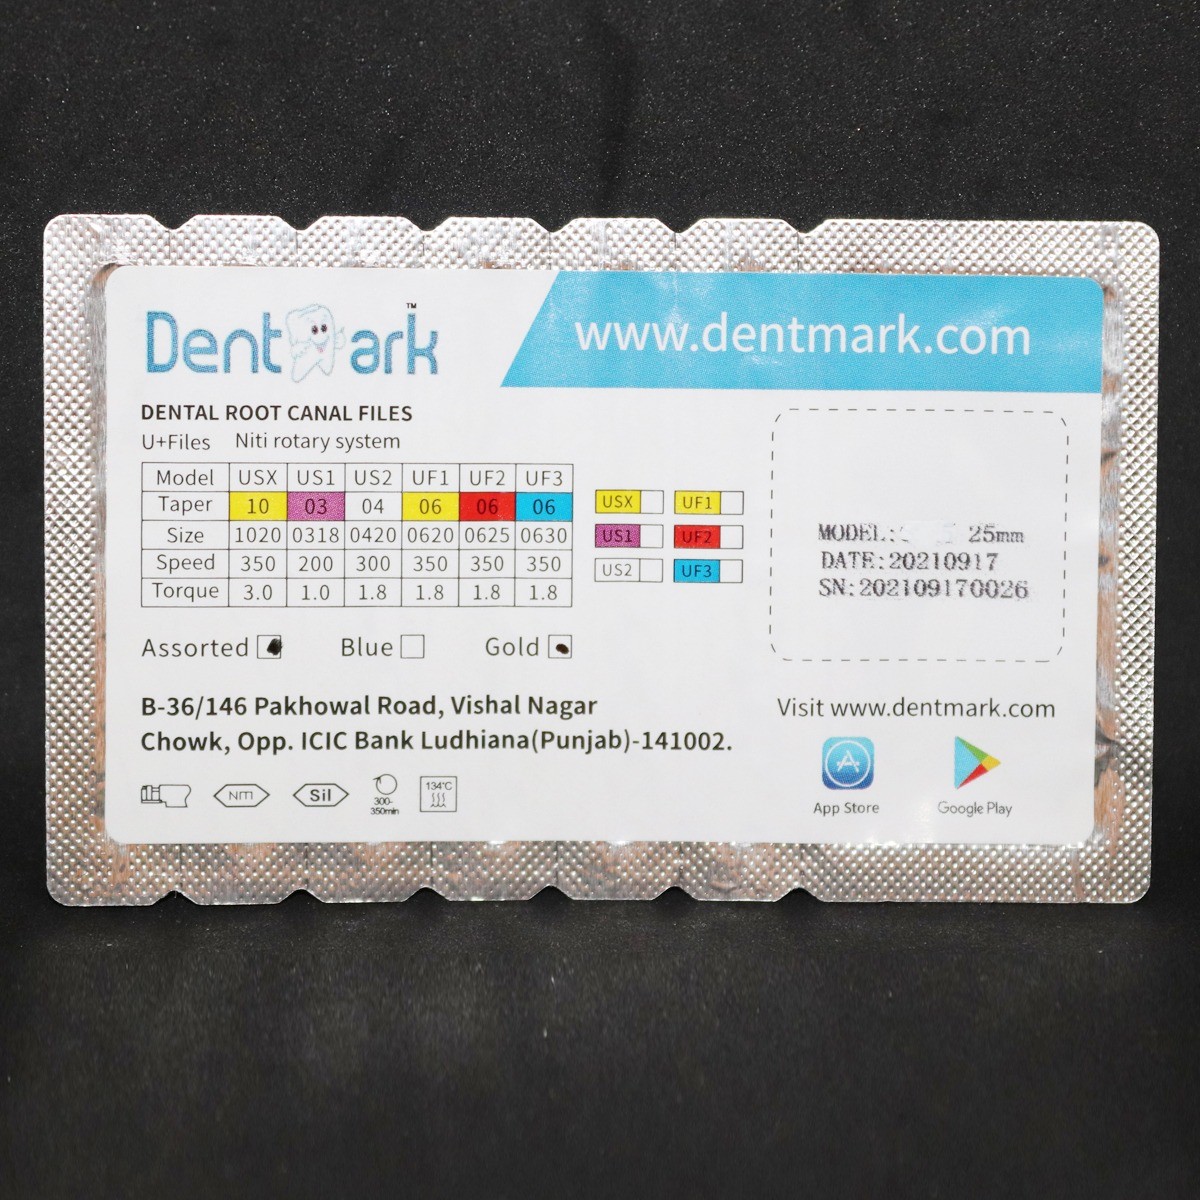 Dent ark™
www.dentmark.com
DENTAL ROOT CANAL FILES
U+Files Niti rotary system
Model USX US1 US2 UF1 UF2 UF3
Taper 10 03 04 06 06 06
Size 1020 0318 0420 0620 0625 0630
Speed 350 200 300 350 350 350
Torque 3.0 1.0 1.8 1.8 1.8 1.8
USX UF1
US1 UF2
US2 UF3
MODEL: 25mm
DATE:20210917
SN:202109170026
Assorted Blue Gold
B-36/146 Pakhowal Road, Vishal Nagar
Chowk, Opp. ICIC Bank Ludhiana(Punjab)-141002.
Visit www.dentmark.com
NITI
Sil
300-
350min
134°C
App Store
Google Play